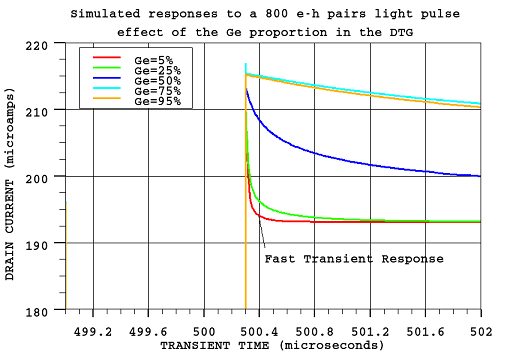 Simulated responses to a 800 e-h pairs light pulse
effect of the Ge proportion in the DTG
220
210
200
190
180
DRAIN CURRENT (microamps)
Ge=5%
Ge=25%
Ge=50%
Ge=75%
Ge=95%
Fast Transient Response
499.2 499.6 500 500.4 500.8 501.2 501.6 502
TRANSIENT TIME (microseconds)